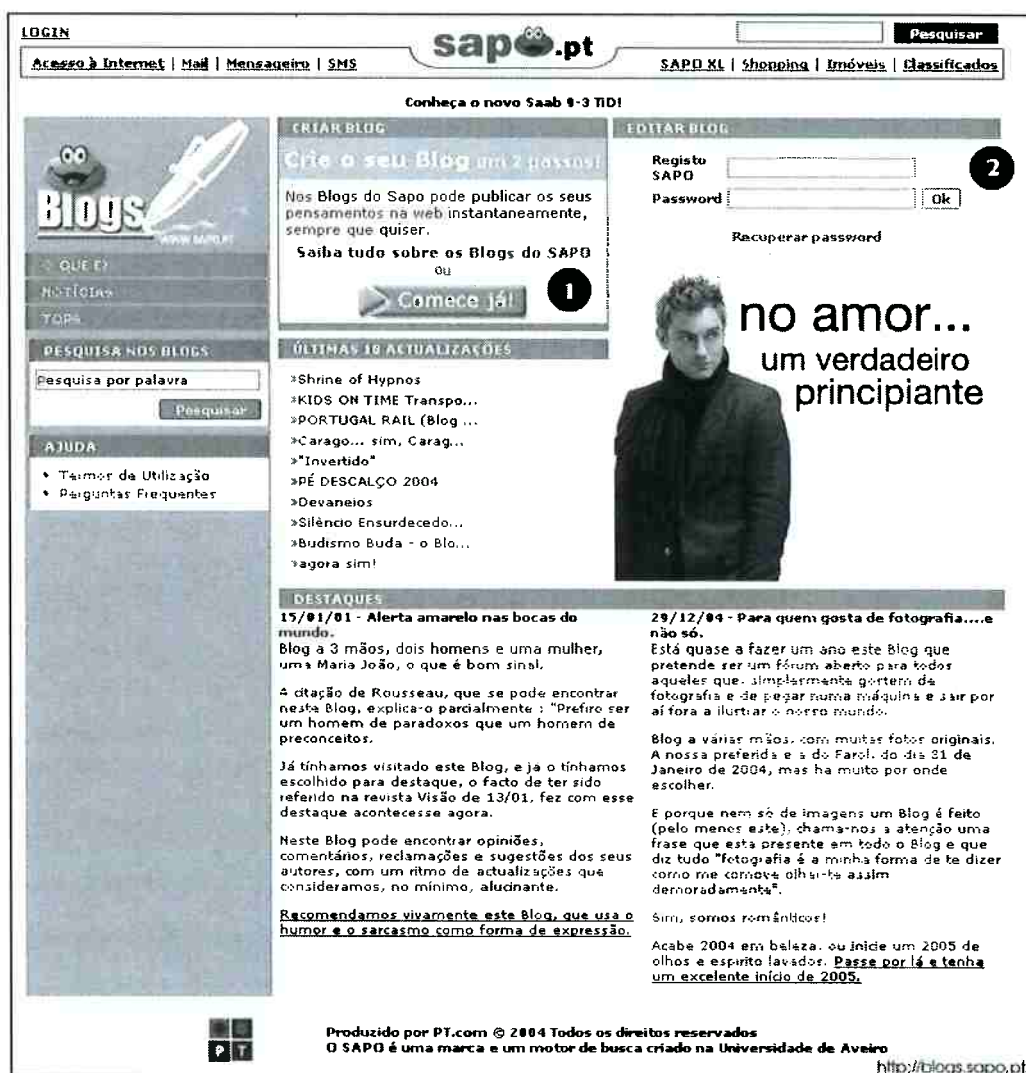 LOGIN
sapo.pt
Pesquisar
Acesso à Internet | Mail | Mensageiro | SMS
SAPO XL | Shopping | Imóveis | Classificados
Conheça o novo Saab 9-3 TiD!
Blogs
WWW.SAPO.PT
O QUE É?
NOTÍCIAS
TOPS
PESQUISA NOS BLOGS
Pesquisa por palavra
Pesquisar
AJUDA
Termos de Utilização
Perguntas Frequentes
CRIAR BLOG
Crie o seu Blog em 2 passos!
Nos Blogs do Sapo pode publicar os seus
pensamentos na web instantaneamente,
sempre que quiser.
Saiba tudo sobre os Blogs do SAPO
ou
Comece já!
1
EDITAR BLOG
Registo
SAPO
Password
Ok
2
Recuperar password
no amor...
um verdadeiro
principiante
ÚLTIMAS 10 ACTUALIZAÇÕES
»Shrine of Hypnos
»KIDS ON TIME Transpo...
»PORTUGAL RAIL (Blog ...
»Carago... sim, Carag...
»"Invertido"
»PÉ DESCALÇO 2004
»Devaneios
»Silêncio Ensurdecedo...
»Budismo Buda - o Blo...
»agora sim!
DESTAQUES
15/01/01 - Alerta amarelo nas bocas do
mundo.
Blog a 3 mãos, dois homens e uma mulher,
uma Maria João, o que é bom sinal.
A citação de Rousseau, que se pode encontrar
neste Blog, explica-o parcialmente : "Prefiro ser
um homem de paradoxos que um homem de
preconceitos.
Já tínhamos visitado este Blog, e ja o tínhamos
escolhido para destaque, o facto de ter sido
referido na revista Visão de 13/01, fez com esse
destaque acontecesse agora.
Neste Blog pode encontrar opiniões,
comentários, reclamações e sugestões dos seus
autores, com um ritmo de actualizações que
consideramos, no mínimo, alucinante.
Recomendamos vivamente este Blog, que usa o
humor e o sarcasmo como forma de expressão.
29/12/04 - Para quem gosta de fotografia....e
não só.
Está quase a fazer um ano este Blog que
pretende ser um fórum aberto para todos
aqueles que, simplesmente gostem de
fotografia e de pegar numa máquina e sair por
aí fora a ilustrar o nosso mundo.
Blog a várias mãos, com muitas fotos originais.
A nossa preferida e a do Farol, do dia 31 de
Janeiro de 2004, mas ha muito por onde
escolher.
E porque nem só de imagens um Blog é feito
(pelo menos este), chama-nos a atenção uma
frase que esta presente em todo o Blog e que
diz tudo "fotografia é a minha forma de te dizer
como me comove olhar-te assim
demoradamente".
Sim, somos românticos!
Acabe 2004 em beleza, ou inicie um 2005 de
olhos e espirito lavados. Passe por lá e tenha
um excelente início de 2005.
PT
Produzido por PT.com © 2004 Todos os direitos reservados
O SAPO é uma marca e um motor de busca criado na Universidade de Aveiro
http://blogs.sapo.pt